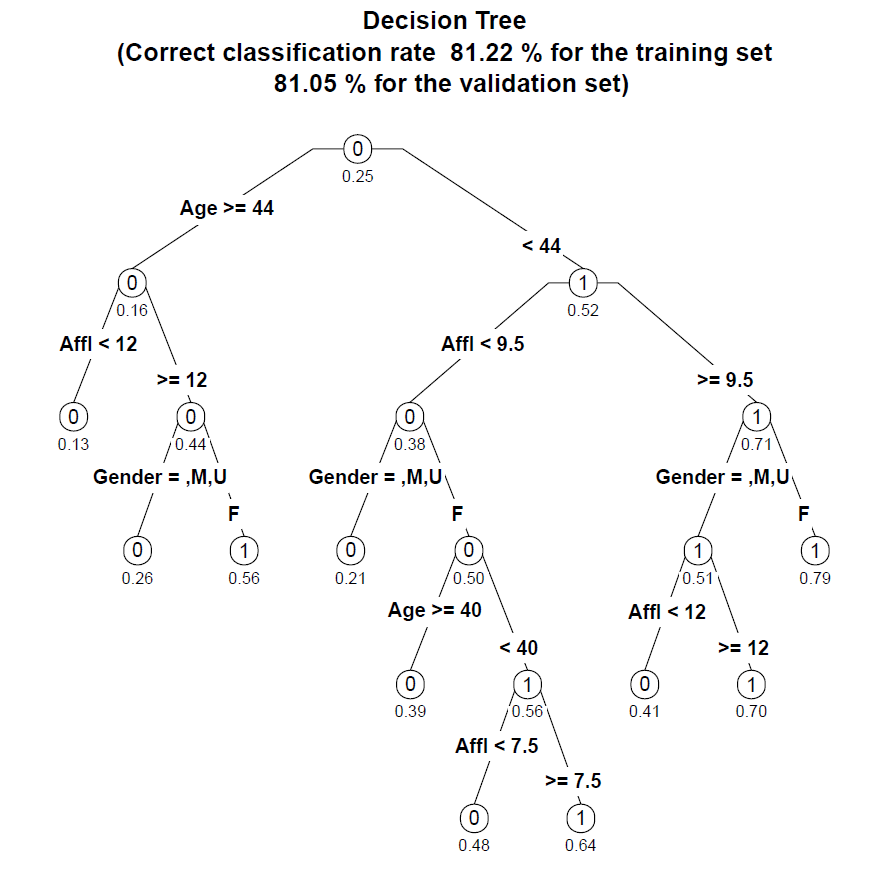 Decision Tree
(Correct classification rate 81.22 % for the training set
81.05 % for the validation set)
0
0.25
Age >= 44
< 44
0
1
0.16
0.52
Affl < 12
Affl < 9.5
>= 12
>= 9.5
0
0
0
1
0.13
0.44
0.38
0.71
Gender = ,M,U
Gender = ,M,U
Gender = ,M,U
F
F
F
0
1
0
0
1
1
0.26
0.56
0.21
0.50
0.51
0.79
Age >= 40
Affl < 12
< 40
>= 12
0
1
0
1
0.39
0.56
0.41
0.70
Affl < 7.5
>= 7.5
0
1
0.48
0.64